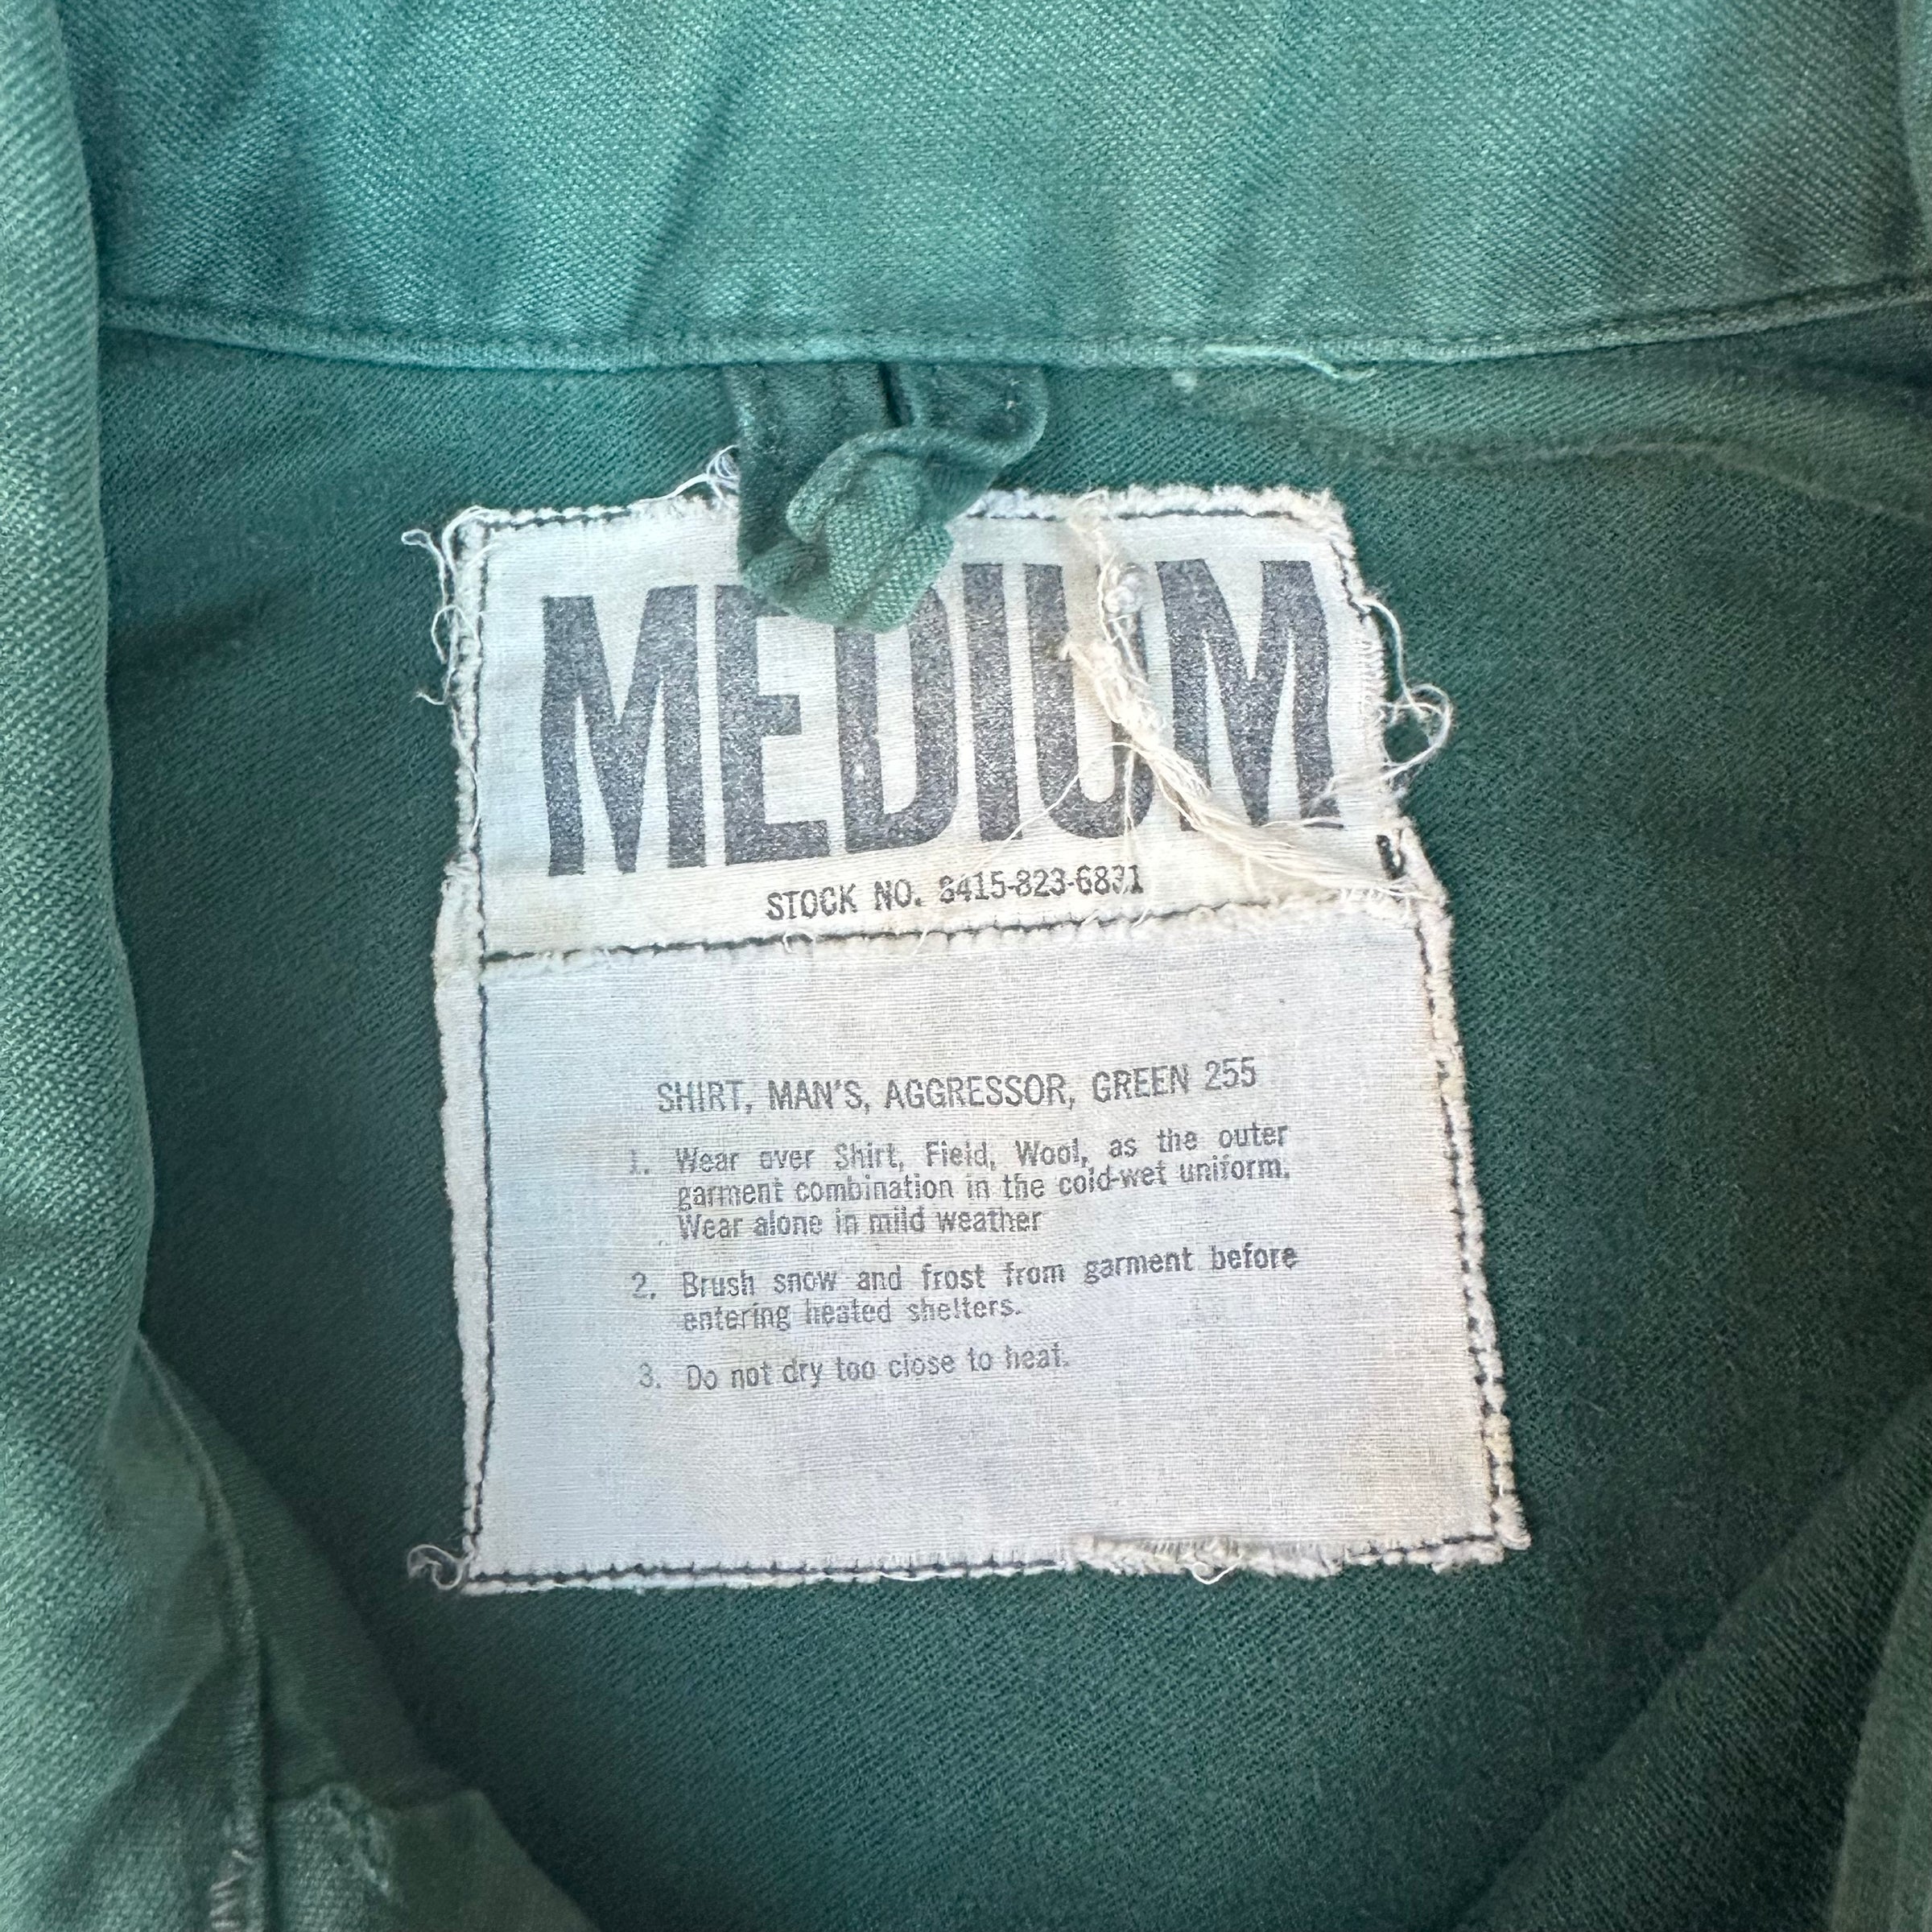 MEDIUM
STOCK NO. 8415-823-6831
SHIRT, MAN'S, AGGRESSOR, GREEN 255
1. Wear over Shirt, Field, Wool, as the outer
garment combination in the cold-wet uniform.
Wear alone in mild weather
2. Brush snow and frost from garment before
entering heated shelters.
3. Do not dry too close to heat.